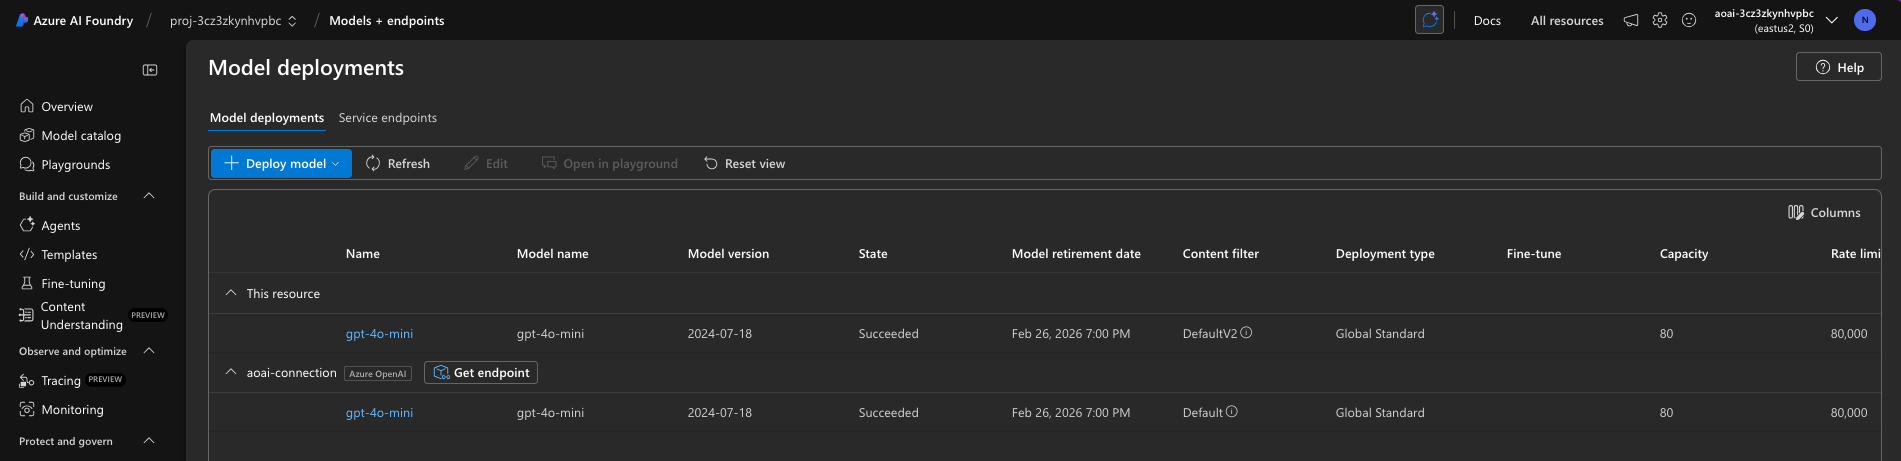 Azure AI Foundry / proj-3cz3zkynhvpbc / Models + endpoints
Docs All resources aoai-3cz3zkynhvpbc (eastus2, S0) N
Model deployments
Help
Overview
Model catalog
Playgrounds
Build and customize
Agents
Templates
Fine-tuning
Content Understanding PREVIEW
Observe and optimize
Tracing PREVIEW
Monitoring
Protect and govern
Model deployments Service endpoints
Deploy model Refresh Edit Open in playground Reset view
Columns
Name Model name Model version State Model retirement date Content filter Deployment type Fine-tune Capacity Rate limi
This resource
gpt-4o-mini gpt-4o-mini 2024-07-18 Succeeded Feb 26, 2026 7:00 PM DefaultV2 Global Standard 80 80,000
aoai-connection Azure OpenAI Get endpoint
gpt-4o-mini gpt-4o-mini 2024-07-18 Succeeded Feb 26, 2026 7:00 PM Default Global Standard 80 80,000